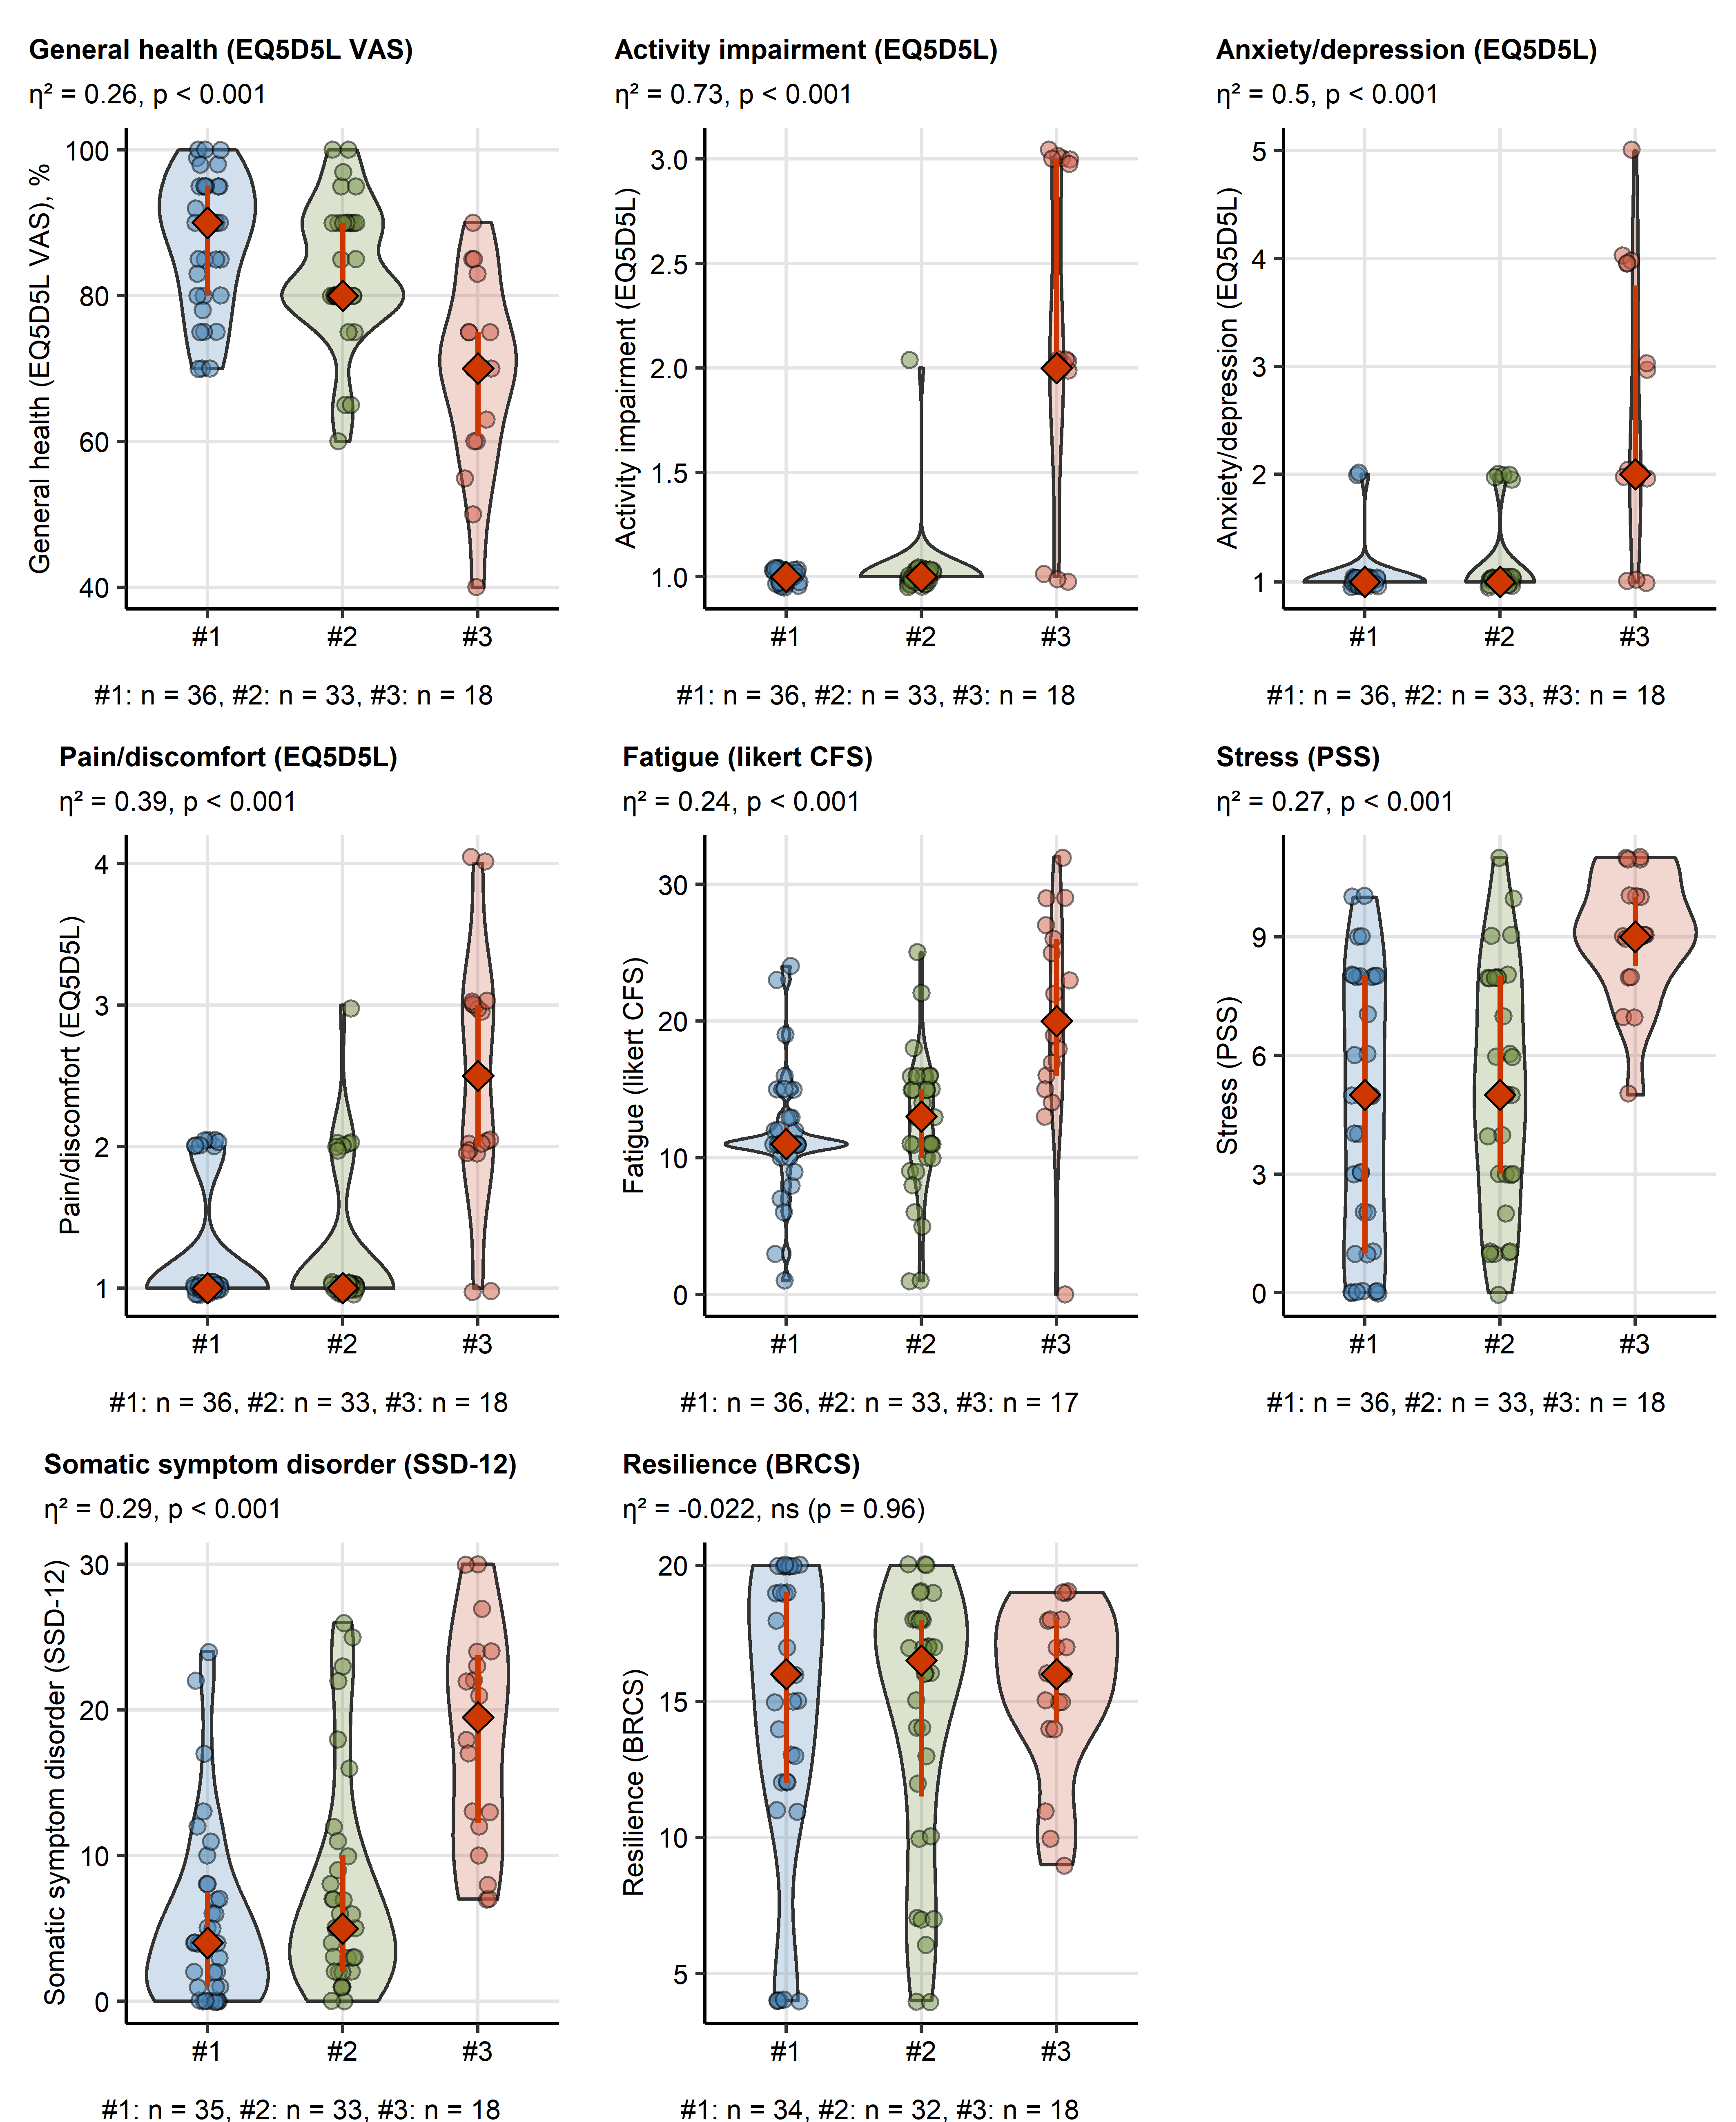 General health (EQ5D5L VAS)
η² = 0.26, p < 0.001
General health (EQ5D5L VAS), %
100
80
60
40
#1 #2 #3
#1: n = 36, #2: n = 33, #3: n = 18
Activity impairment (EQ5D5L)
η² = 0.73, p < 0.001
Activity impairment (EQ5D5L)
3.0
2.5
2.0
1.5
1.0
#1 #2 #3
#1: n = 36, #2: n = 33, #3: n = 18
Anxiety/depression (EQ5D5L)
η² = 0.5, p < 0.001
Anxiety/depression (EQ5D5L)
5
4
3
2
1
#1 #2 #3
#1: n = 36, #2: n = 33, #3: n = 18
Pain/discomfort (EQ5D5L)
η² = 0.39, p < 0.001
Pain/discomfort (EQ5D5L)
4
3
2
1
#1 #2 #3
#1: n = 36, #2: n = 33, #3: n = 18
Fatigue (likert CFS)
η² = 0.24, p < 0.001
Fatigue (likert CFS)
30
20
10
0
#1 #2 #3
#1: n = 36, #2: n = 33, #3: n = 17
Stress (PSS)
η² = 0.27, p < 0.001
Stress (PSS)
9
6
3
0
#1 #2 #3
#1: n = 36, #2: n = 33, #3: n = 18
Somatic symptom disorder (SSD-12)
η² = 0.29, p < 0.001
Somatic symptom disorder (SSD-12)
30
20
10
0
#1 #2 #3
#1: n = 35, #2: n = 33, #3: n = 18
Resilience (BRCS)
η² = -0.022, ns (p = 0.96)
Resilience (BRCS)
20
15
10
5
#1 #2 #3
#1: n = 34, #2: n = 32, #3: n = 18